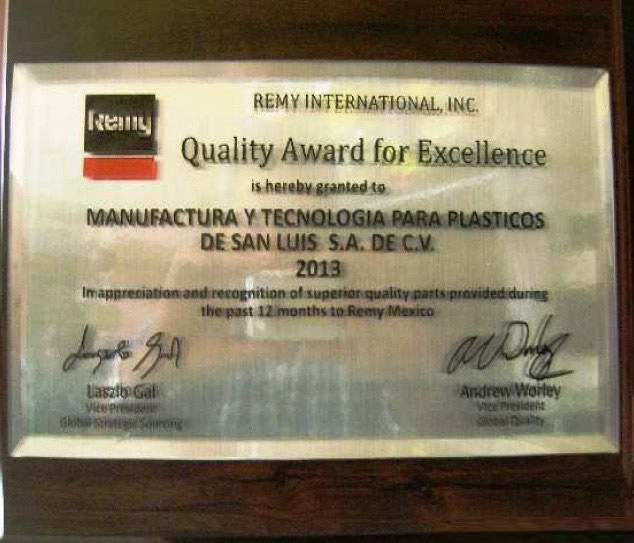 Remy
REMY INTERNATIONAL, INC.
Quality Award for Excellence
is hereby granted to
MANUFACTURA Y TECNOLOGIA PARA PLASTICOS
DE SAN LUIS S.A. DE C.V.
2013
In appreciation and recognition of superior quality parts provided during
the past 12 months to Remy Mexico
Laszlo Gal
Vice President
Global Strategic Sourcing
Andrew Worley
Vice President
Global Quality